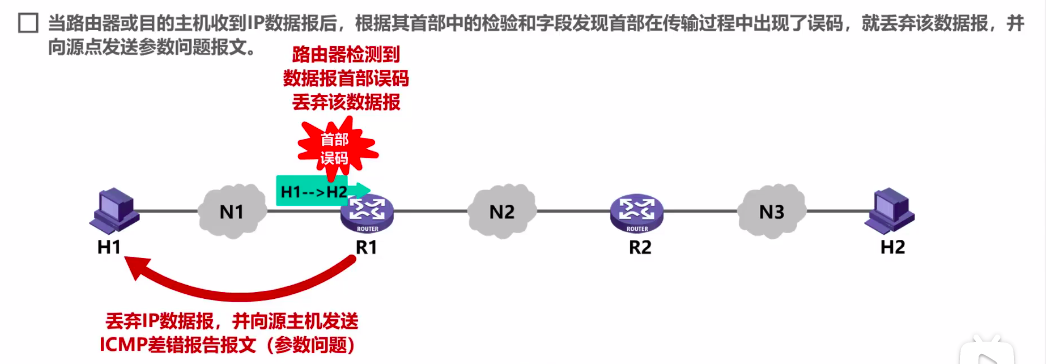 当路由器或目的主机收到IP数据报后，根据其首部中的检验和字段发现首部在传输过程中出现了误码，就丢弃该数据报，并
向源点发送参数问题报文。
路由器检测到
数据报首部误码
丢弃该数据报
首部
误码
H1-->H2
N1
N2
N3
ROUTER
ROUTER
H1
R1
R2
H2
丢弃IP数据报，并向源主机发送
ICMP差错报告报文（参数问题）